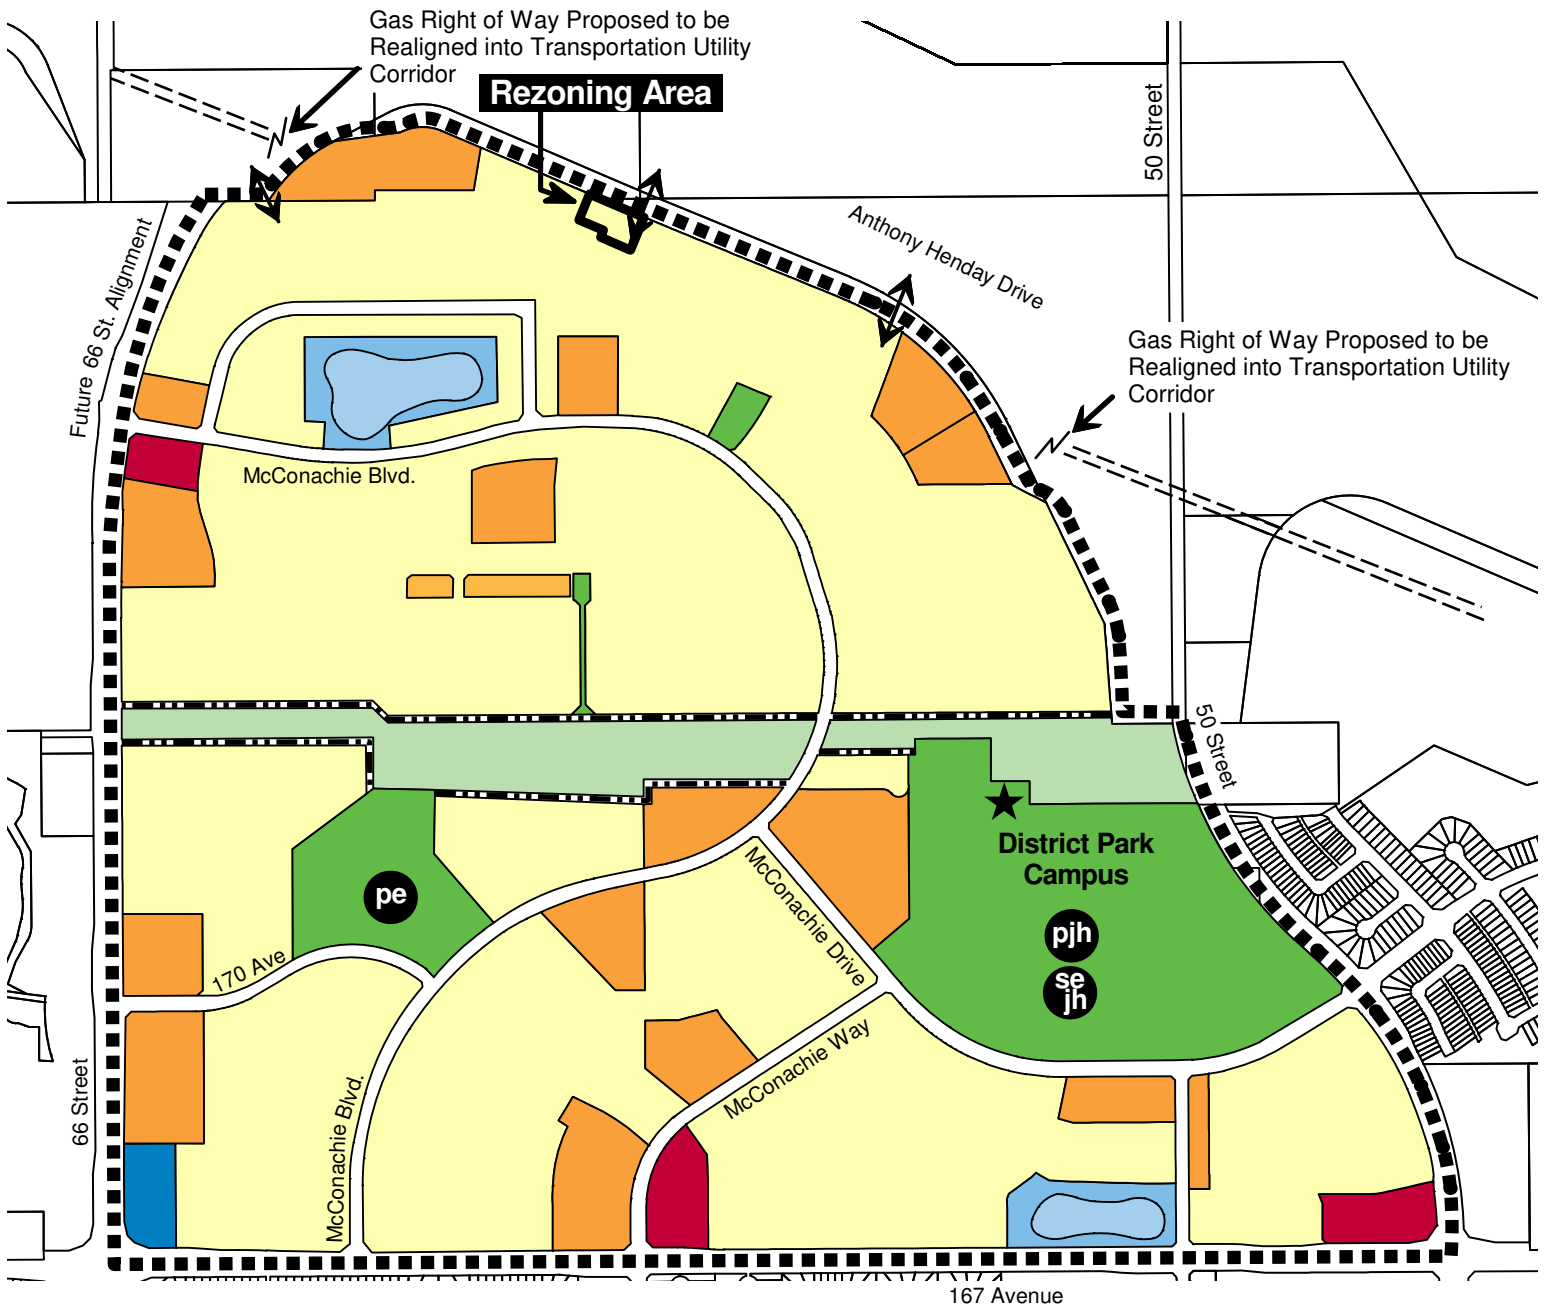 Gas Right of Way Proposed to be
Realigned into Transportation Utility
Corridor
Rezoning Area
50 Street
Anthony Henday Drive
Future 66 St. Alignment
Gas Right of Way Proposed to be
Realigned into Transportation Utility
Corridor
McConachie Blvd.
50 Street
District Park
Campus
pe
pjh
se
jh
McConachie Drive
170 Ave
McConachie Way
66 Street
McConachie Blvd.
167 Avenue